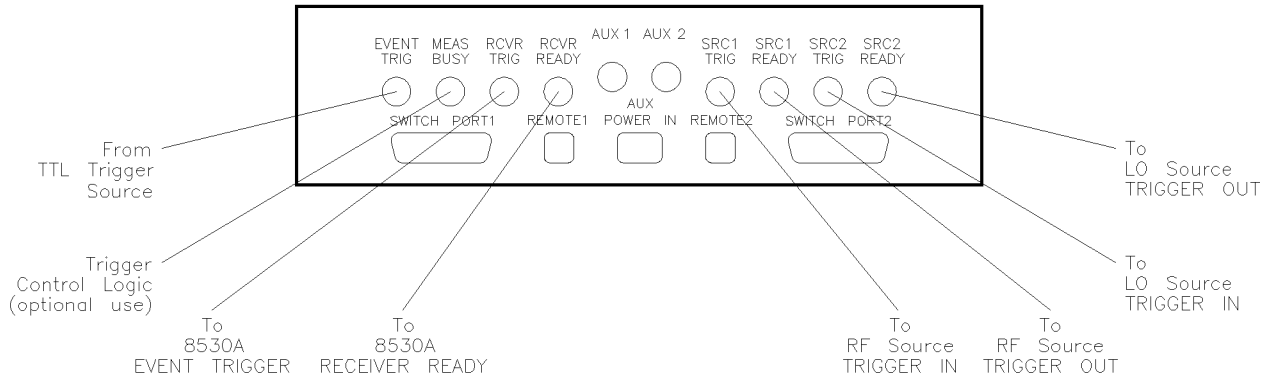 EVENT TRIG
MEAS BUSY
RCVR TRIG
RCVR READY
AUX 1
AUX 2
SRC1 TRIG
SRC1 READY
SRC2 TRIG
SRC2 READY
SWITCH PORT1
REMOTE1
AUX
POWER IN
REMOTE2
SWITCH PORT2
From
TTL Trigger
Source
Trigger
Control Logic
(optional use)
To
8530A
EVENT TRIGGER
To
8530A
RECEIVER READY
To
RF Source
TRIGGER IN
To
RF Source
TRIGGER OUT
To
LO Source
TRIGGER IN
To
LO Source
TRIGGER OUT